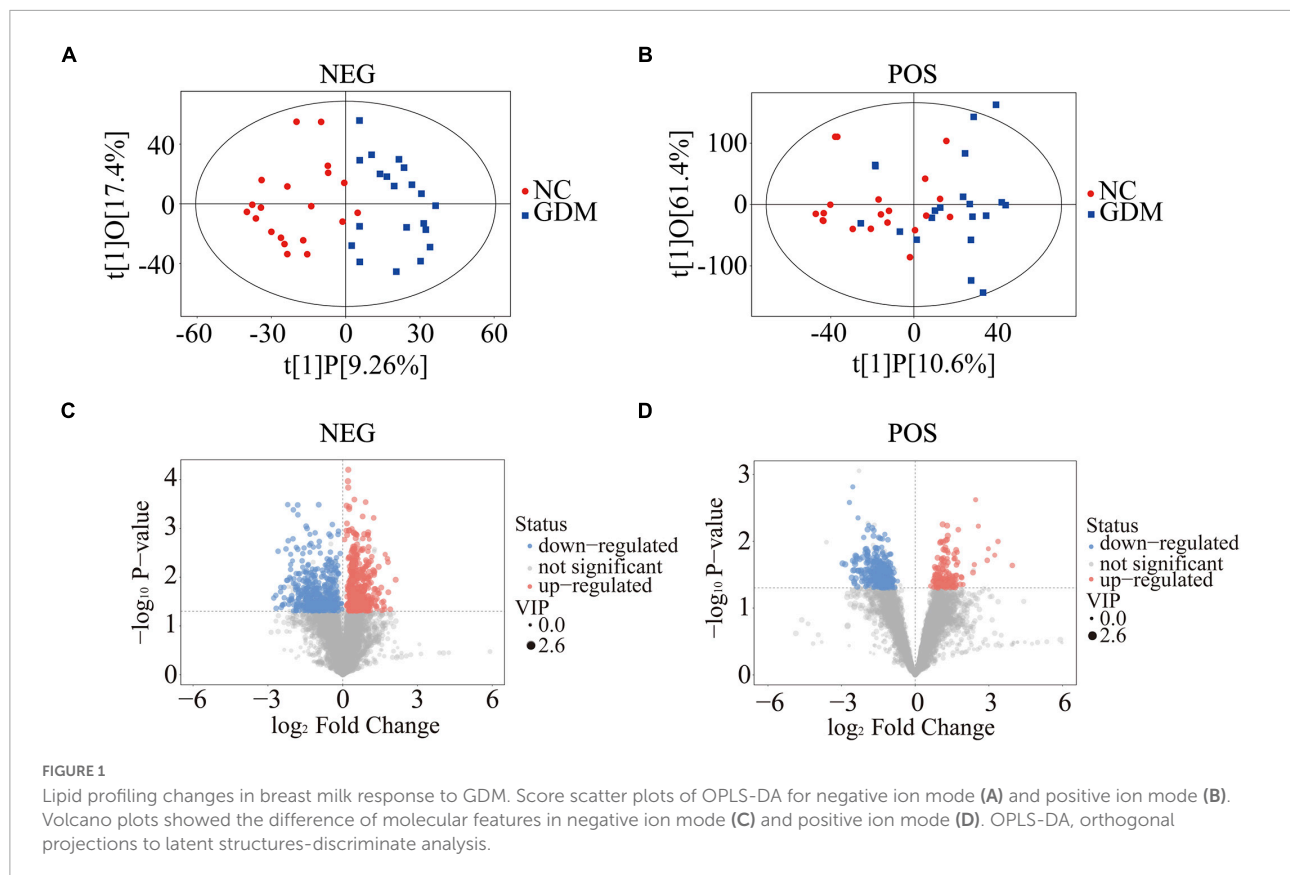 A
NEG
t[1]O[17.4%]
40
0
-40
-60
-30
0
30
60
t[1]P[9.26%]
NC
GDM
B
POS
t[1]O[61.4%]
100
0
-100
-40
0
40
t[1]P[10.6%]
NC
GDM
C
NEG
−log₁₀ P−value
4
3
2
1
0
−6
−3
0
3
6
log₂ Fold Change
Status
down−regulated
not significant
up−regulated
VIP
0.0
2.6
D
POS
−log₁₀ P−value
3
2
1
0
−6
−3
0
3
6
log₂ Fold Change
Status
down−regulated
not significant
up−regulated
VIP
0.0
2.6
FIGURE 1
Lipid profiling changes in breast milk response to GDM. Score scatter plots of OPLS-DA for negative ion mode (A) and positive ion mode (B).
Volcano plots showed the difference of molecular features in negative ion mode (C) and positive ion mode (D). OPLS-DA, orthogonal
projections to latent structures-discriminate analysis.